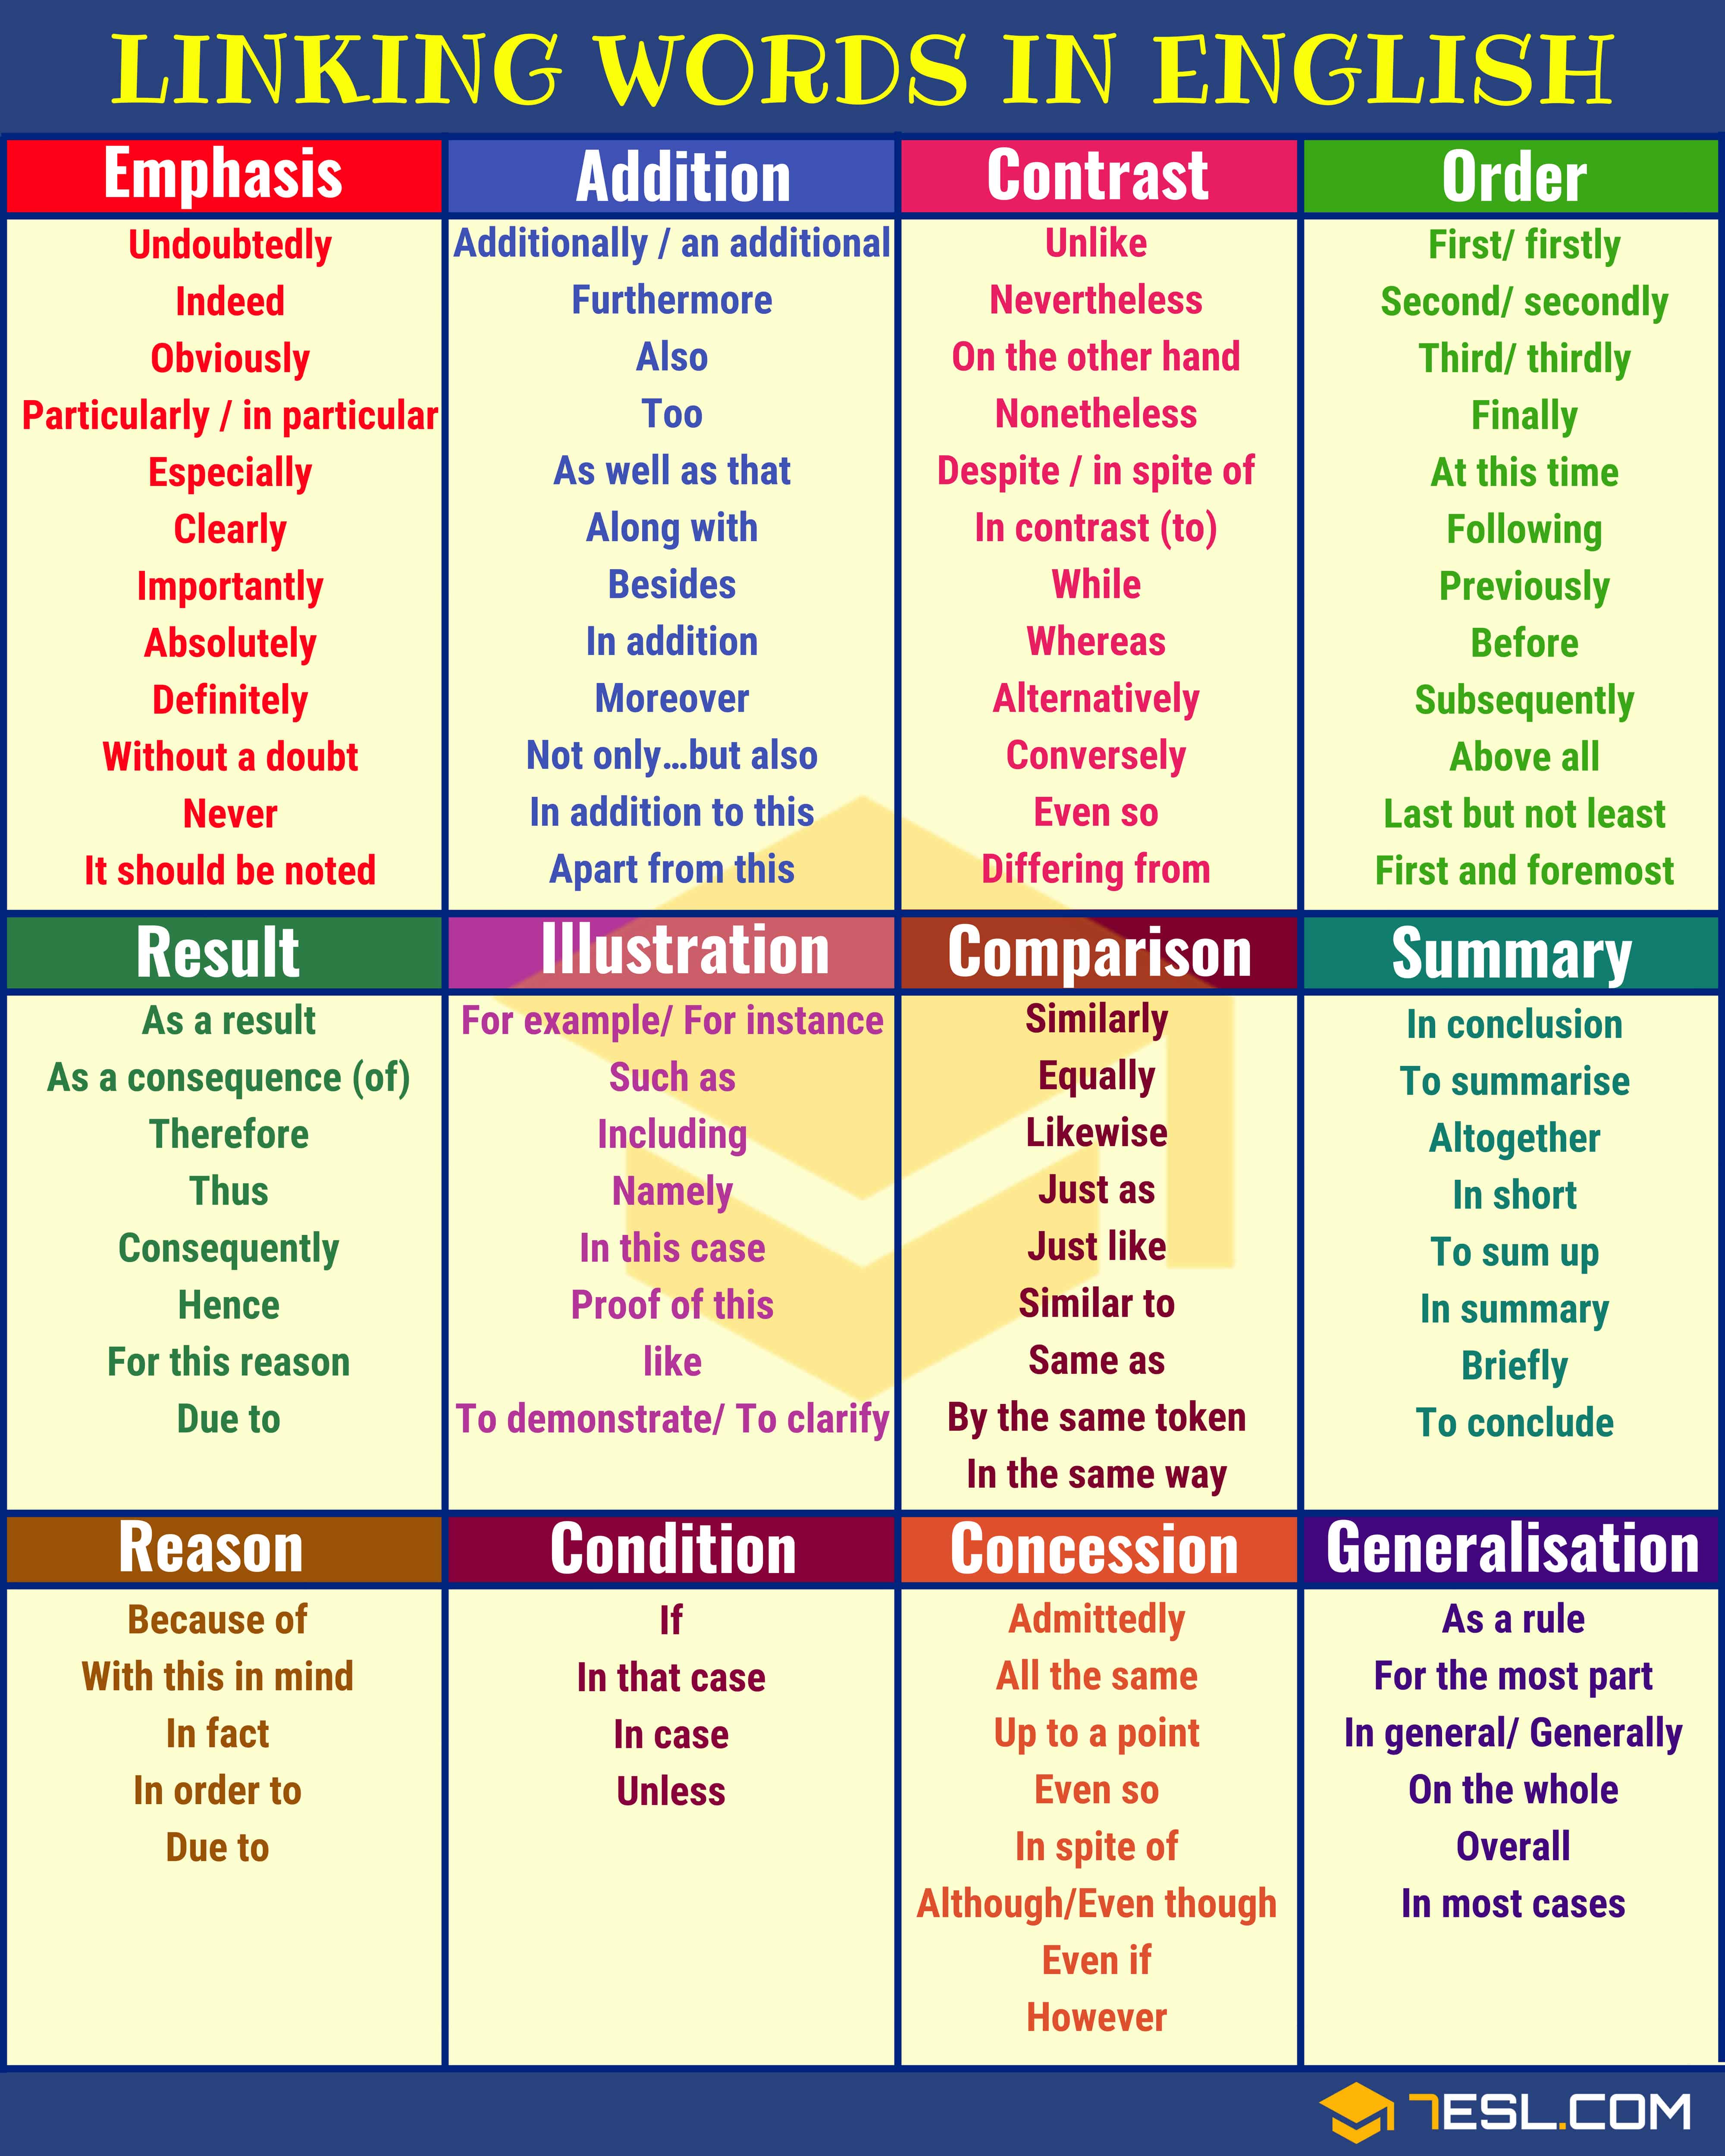 LINKING WORDS IN ENGLISH
Emphasis
Undoubtedly
Indeed
Obviously
Particularly / in particular
Especially
Clearly
Importantly
Absolutely
Definitely
Without a doubt
Never
It should be noted
Addition
Additionally / an additional
Furthermore
Also
Too
As well as that
Along with
Besides
In addition
Moreover
Not only...but also
In addition to this
Apart from this
Contrast
Unlike
Nevertheless
On the other hand
Nonetheless
Despite / in spite of
In contrast (to)
While
Whereas
Alternatively
Conversely
Even so
Differing from
Order
First/ firstly
Second/ secondly
Third/ thirdly
Finally
At this time
Following
Previously
Before
Subsequently
Above all
Last but not least
First and foremost
Result
As a result
As a consequence (of)
Therefore
Thus
Consequently
Hence
For this reason
Due to
Illustration
For example/ For instance
Such as
Including
Namely
In this case
Proof of this
like
To demonstrate/ To clarify
Comparison
Similarly
Equally
Likewise
Just as
Just like
Similar to
Same as
By the same token
In the same way
Summary
In conclusion
To summarise
Altogether
In short
To sum up
In summary
Briefly
To conclude
Reason
Because of
With this in mind
In fact
In order to
Due to
Condition
If
In that case
In case
Unless
Concession
Admittedly
All the same
Up to a point
Even so
In spite of
Although/Even though
Even if
However
Generalisation
As a rule
For the most part
In general/ Generally
On the whole
Overall
In most cases
7ESL.COM